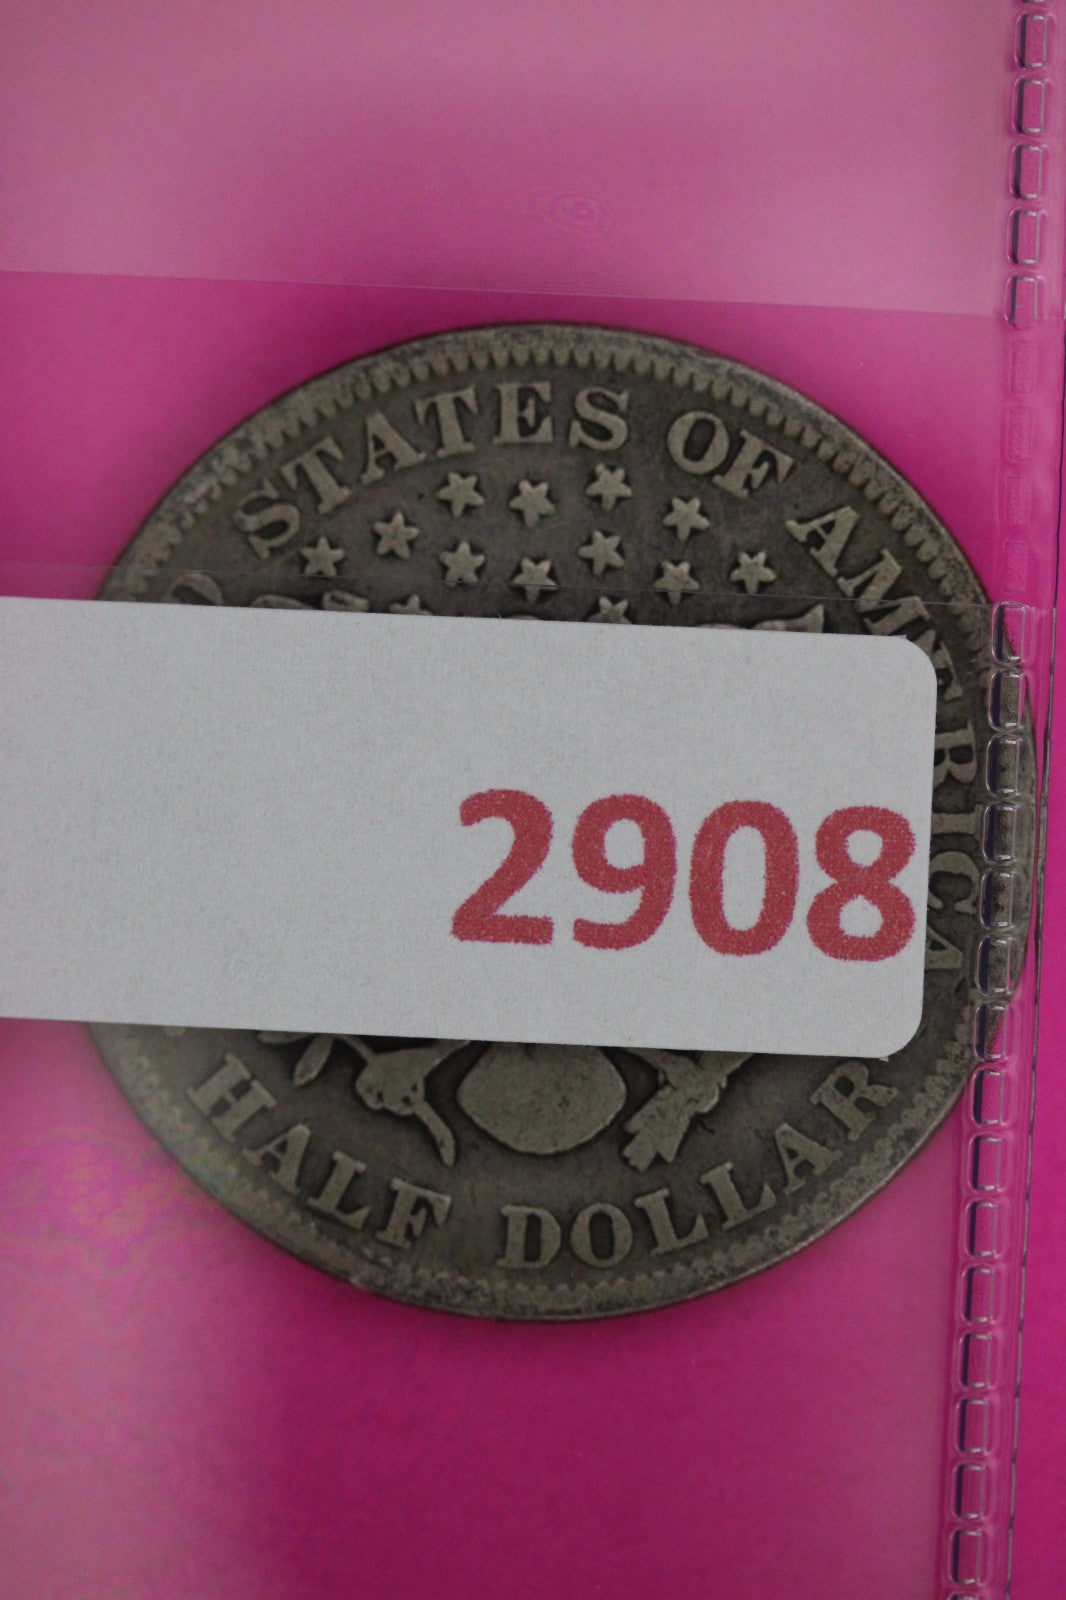 STATES OF AMERICA
2908
HALF DOLLAR